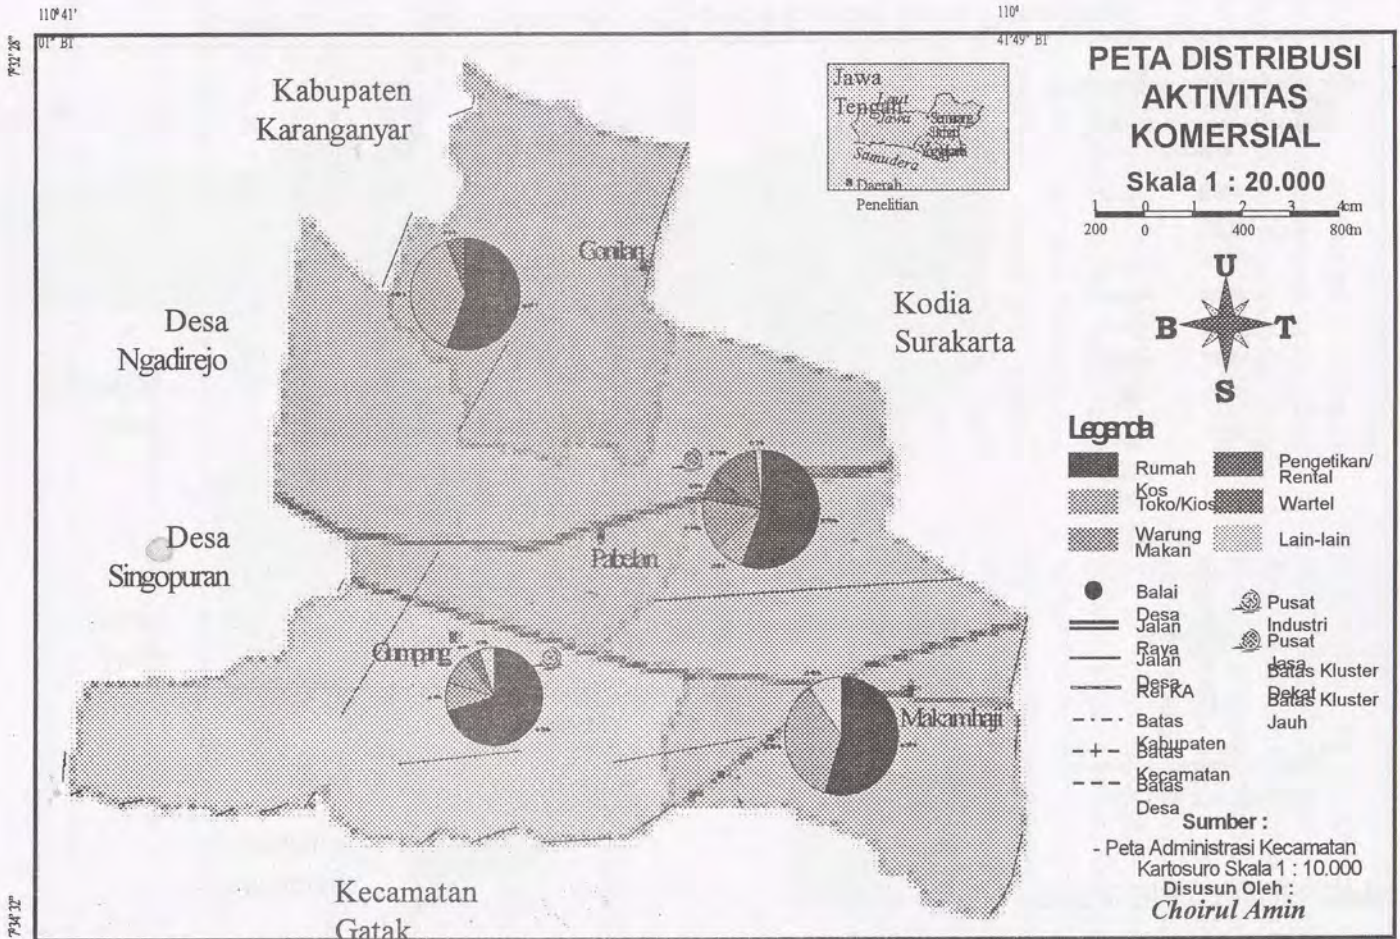 110° 41'
01" BT
110°
41'49" BT
7°32'28"
7°34'32"
Kabupaten
Karanganyar
Jawa
Tengah
Laut
Jawa
Semarang
Samudera
Daerah
Penelitian
Gonilan
Desa
Ngadirejo
Kodia
Surakarta
Desa
Singopuran
Pabelan
Gumpang
Makamhaji
Kecamatan
Gatak
PETA DISTRIBUSI
AKTIVITAS
KOMERSIAL
Skala 1 : 20.000
1 0 1 2 3 4cm
200 0 400 800m
U
B T
S
Legenda
Rumah
Kos
Toko/Kios
Warung
Makan
Pengetikan/
Rental
Wartel
Lain-lain
Balai
Desa
Jalan
Raya
Jalan
Desa
Rel KA
Batas
Kabupaten
Batas
Kecamatan
Batas
Desa
Pusat
Industri
Pusat
Jasa
Batas Kluster
Dekat
Batas Kluster
Jauh
Sumber :
- Peta Administrasi Kecamatan
Kartosuro Skala 1 : 10.000
Disusun Oleh :
Choirul Amin